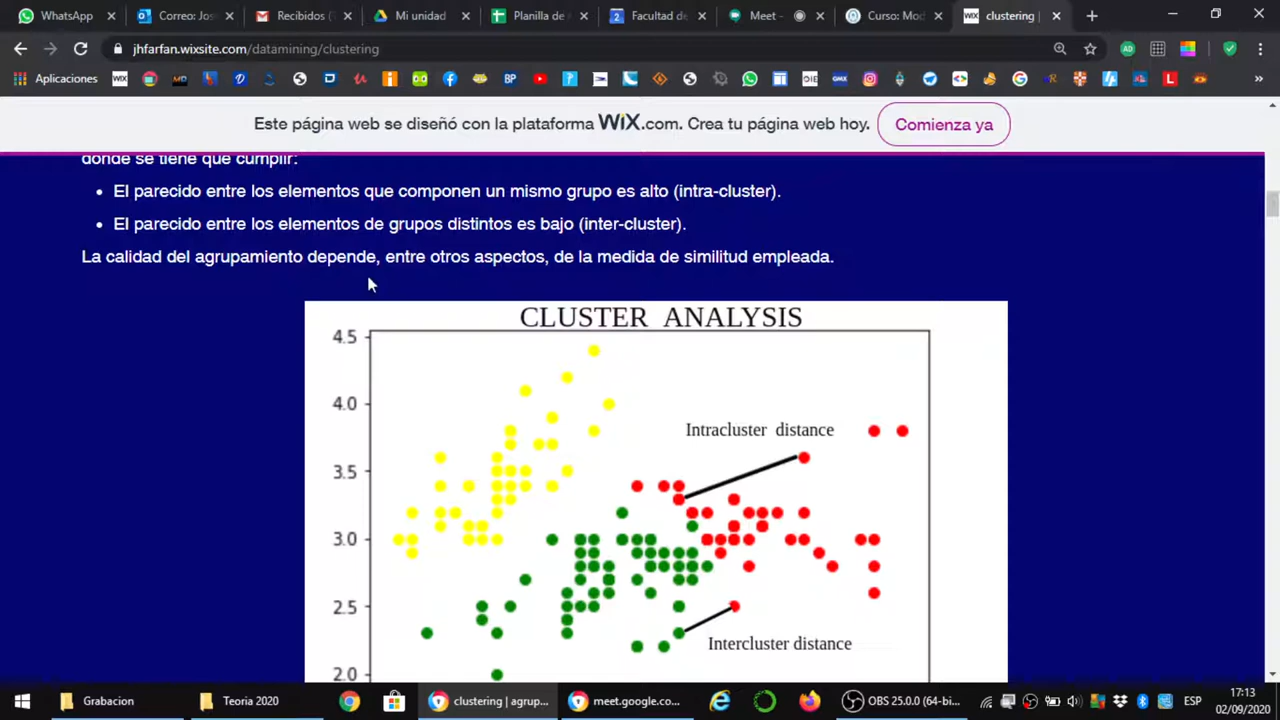 WhatsApp
Correo: Jos
Recibidos (
Mi unidad
Planilla de A
Facultad de
Meet -
Curso: Mod
WIX clustering |
jhfarfan.wixsite.com/datamining/clustering
Aplicaciones
Este página web se diseñó con la plataforma WiX.com. Crea tu página web hoy.
Comienza ya
donde se tiene que cumplir:
• El parecido entre los elementos que componen un mismo grupo es alto (intra-cluster).
• El parecido entre los elementos de grupos distintos es bajo (inter-cluster).
La calidad del agrupamiento depende, entre otros aspectos, de la medida de similitud empleada.
CLUSTER ANALYSIS
4.5
4.0
Intracluster distance
3.5
3.0
2.5
Intercluster distance
2.0
Grabacion
Teoria 2020
clustering | agrup...
meet.google.co...
OBS 25.0.0 (64-bi...
ESP
17:13
02/09/2020